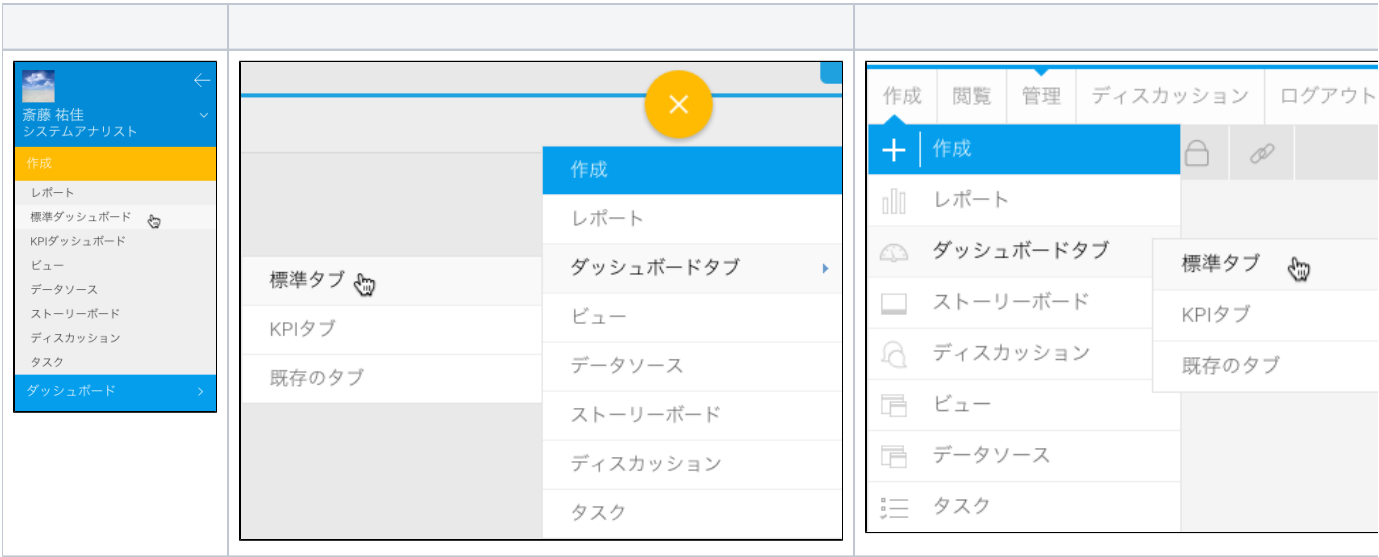 斎藤 祐佳
システムアナリスト
作成
レポート
標準ダッシュボード
KPIダッシュボード
ビュー
データソース
ストーリーボード
ディスカッション
タスク
ダッシュボード
作成
レポート
ダッシュボードタブ
ビュー
データソース
ストーリーボード
ディスカッション
タスク
標準タブ
KPIタブ
既存のタブ
作成 閲覧 管理 ディスカッション ログアウト
作成
レポート
ダッシュボードタブ
ストーリーボード
ディスカッション
ビュー
データソース
タスク
標準タブ
KPIタブ
既存のタブ